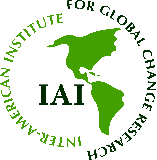 INTER-AMERICAN INSTITUTE
FOR GLOBAL CHANGE RESEARCH
IAI